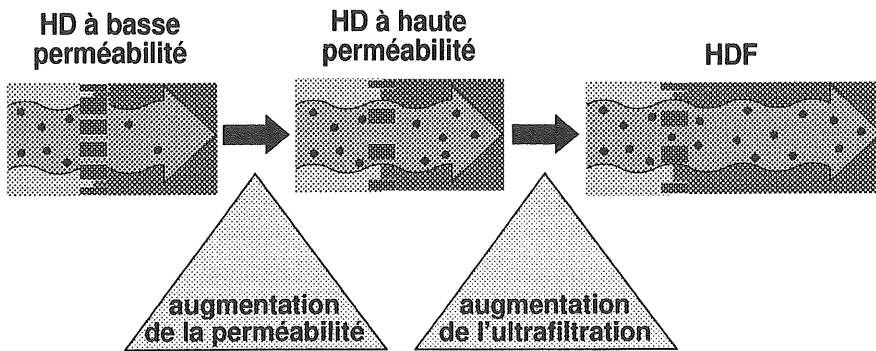 HD à basse
perméabilité
HD à haute
perméabilité
HDF
augmentation
de la perméabilité
augmentation
de l'ultrafiltration